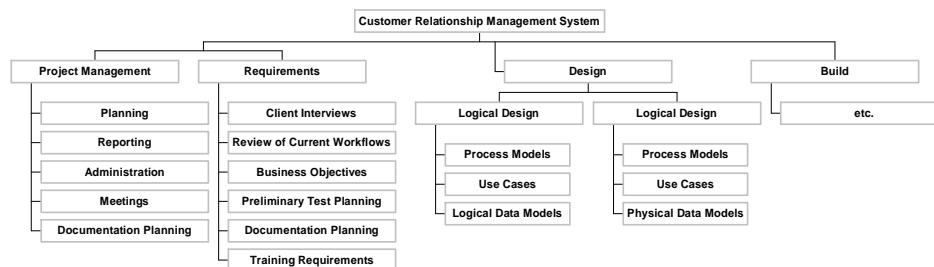 Customer Relationship Management System
Project Management
Requirements
Design
Build
Planning
Reporting
Administration
Meetings
Documentation Planning
Client Interviews
Review of Current Workflows
Business Objectives
Preliminary Test Planning
Documentation Planning
Training Requirements
Logical Design
Process Models
Use Cases
Logical Data Models
Logical Design
Process Models
Use Cases
Physical Data Models
etc.